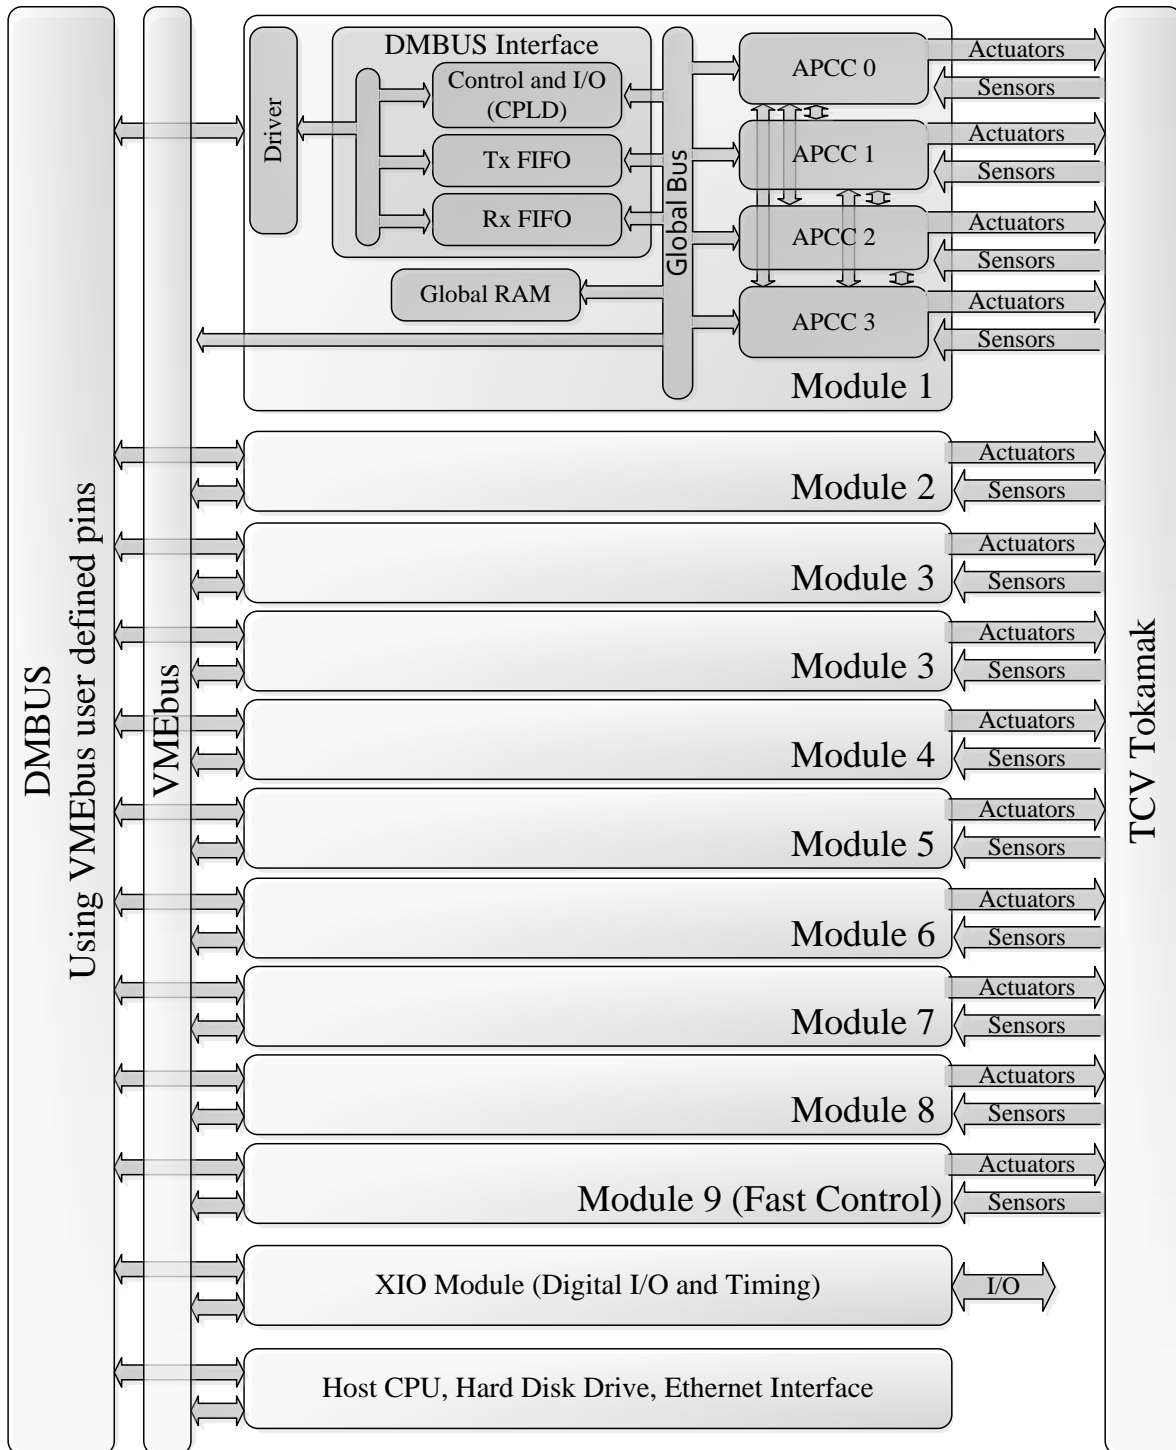 DMBUS
Using VMEbus user defined pins
VMEbus
Driver
DMBUS Interface
Control and I/O
(CPLD)
Tx FIFO
Rx FIFO
Global RAM
Global Bus
APCC 0
APCC 1
APCC 2
APCC 3
Module 1
Actuators
Sensors
Actuators
Sensors
Actuators
Sensors
Actuators
Sensors
Module 2
Actuators
Sensors
Module 3
Actuators
Sensors
Module 3
Actuators
Sensors
Module 4
Actuators
Sensors
Module 5
Actuators
Sensors
Module 6
Actuators
Sensors
Module 7
Actuators
Sensors
Module 8
Actuators
Sensors
Module 9 (Fast Control)
Actuators
Sensors
XIO Module (Digital I/O and Timing)
I/O
Host CPU, Hard Disk Drive, Ethernet Interface
TCV Tokamak